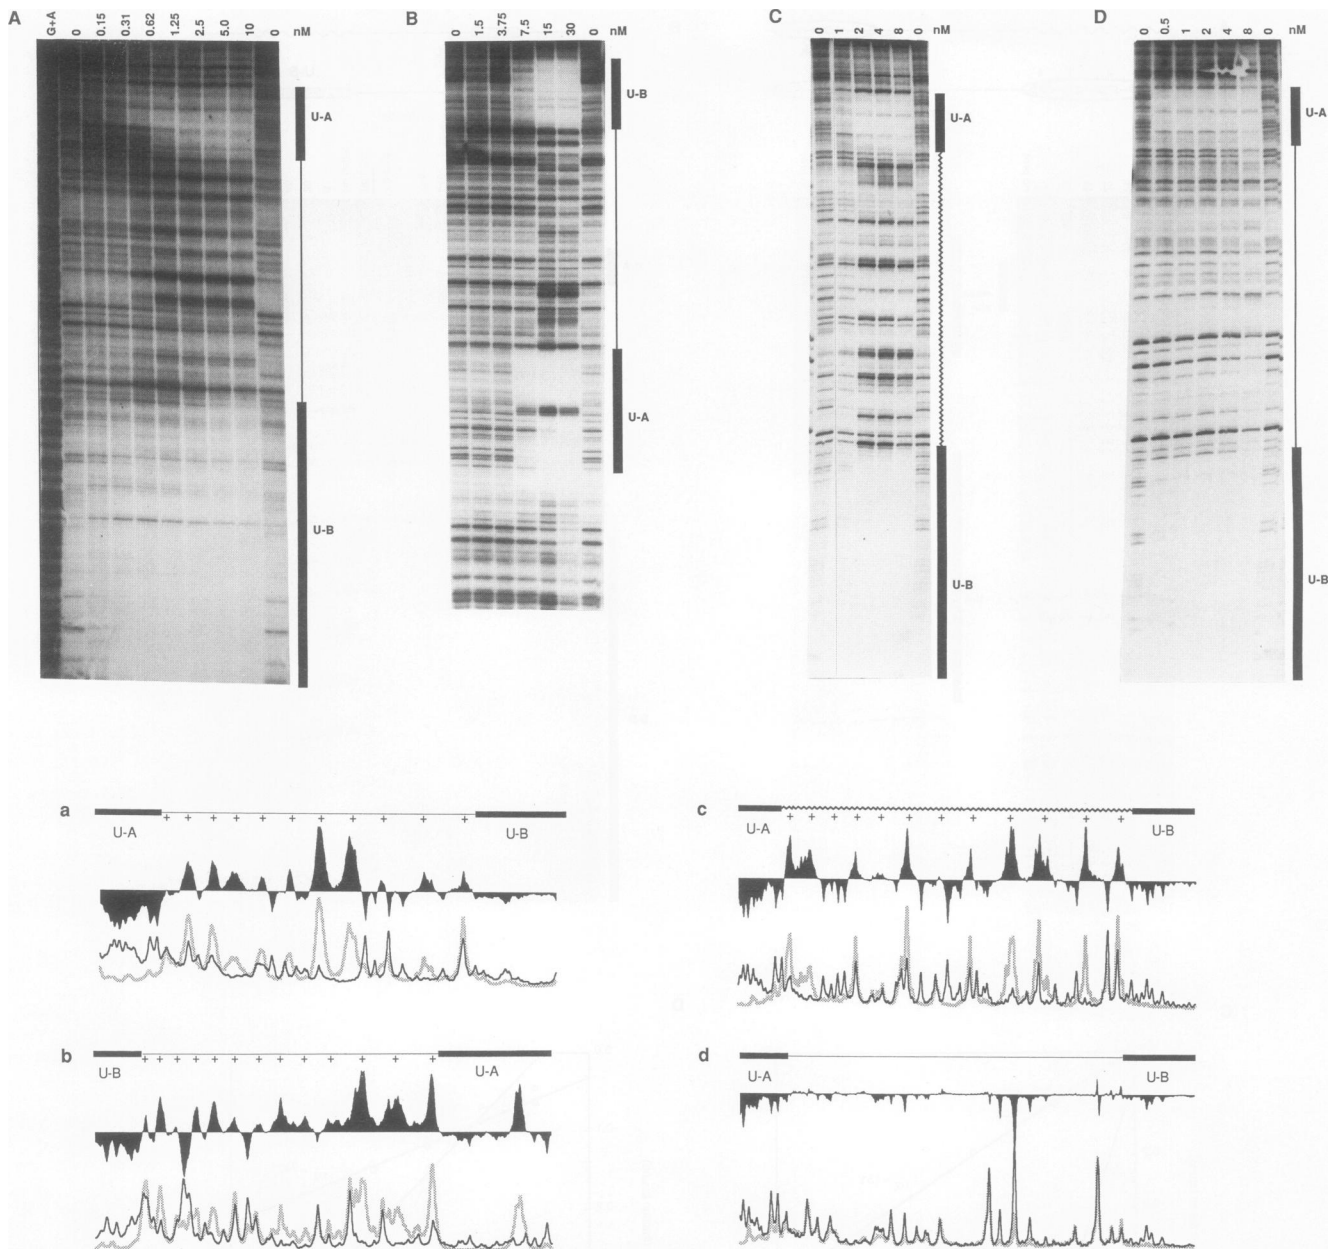 A
G+A
0
0.15
0.31
0.62
1.25
2.5
5.0
10
0
nM
U-A
U-B
B
0
1.5
3.75
7.5
15
30
0
nM
U-B
U-A
C
0
1
2
4
8
0
nM
U-A
U-B
D
0
0.5
1
2
4
8
0
nM
U-A
U-B
a
+ + + + + + + + + + + +
U-A
U-B
c
+ + + + + + + + + + + +
U-A
U-B
b
+ + + + + + + + + + + + +
U-B
U-A
d
U-A
U-B